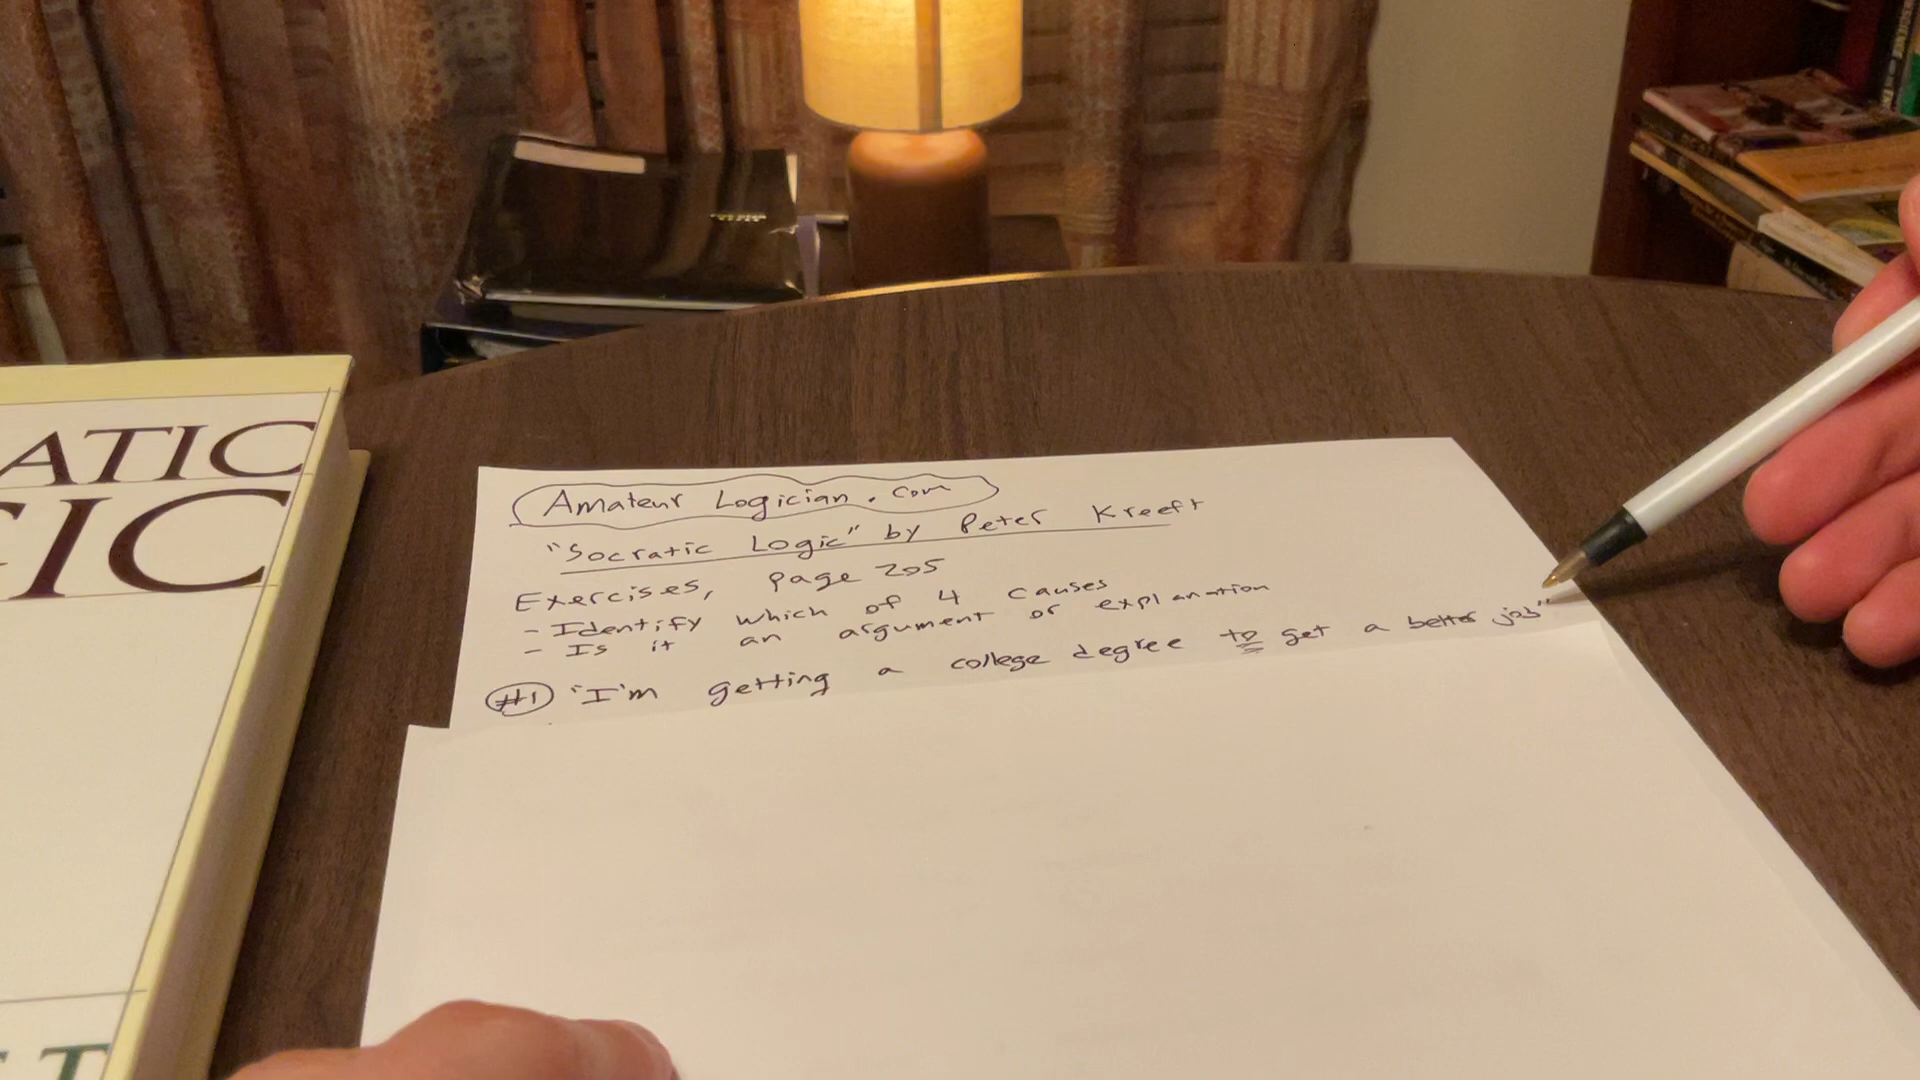 ATIC
GIC
Amateur Logician.com
"Socratic Logic" by Peter Kreeft
Exercises, page 205
- Identify which of 4 causes
- Is it an argument or explanation
#1 "I'm getting a college degree to get a better job"